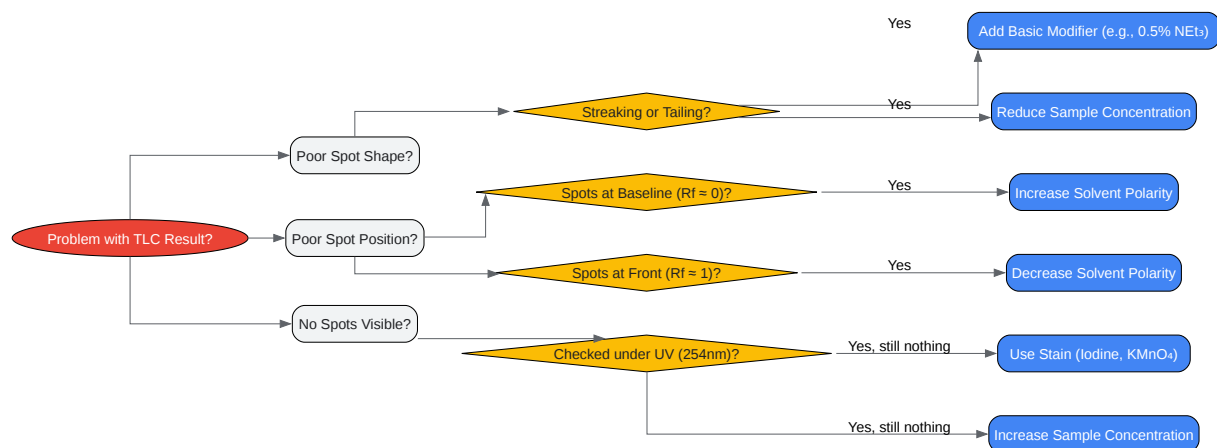 Yes
Add Basic Modifier (e.g., 0.5% NEt₃)
Streaking or Tailing?
Yes
Reduce Sample Concentration
Poor Spot Shape?
Spots at Baseline (Rf ≈ 0)?
Yes
Increase Solvent Polarity
Problem with TLC Result?
Poor Spot Position?
Spots at Front (Rf ≈ 1)?
Yes
Decrease Solvent Polarity
No Spots Visible?
Checked under UV (254nm)?
Yes, still nothing
Use Stain (Iodine, KMnO₄)
Yes, still nothing
Increase Sample Concentration